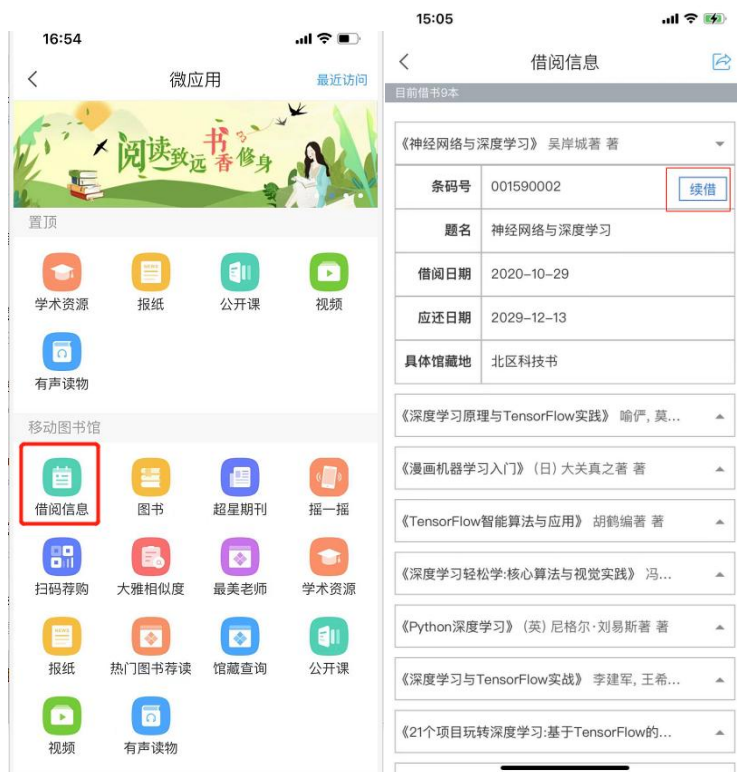 16:54
微应用
最近访问
阅读致远
书香修身
置顶
学术资源
报纸
公开课
视频
有声读物
移动图书馆
借阅信息
图书
超星期刊
摇一摇
扫码荐购
大雅相似度
最美老师
学术资源
报纸
热门图书荐读
馆藏查询
公开课
视频
有声读物
15:05
借阅信息
目前借书9本
《神经网络与深度学习》 吴岸城著 著
条码号 001590002 续借
题名 神经网络与深度学习
借阅日期 2020-10-29
应还日期 2029-12-13
具体馆藏地 北区科技书
《深度学习原理与TensorFlow实践》 喻俨, 莫...
《漫画机器学习入门》 (日) 大关真之著 著
《TensorFlow智能算法与应用》 胡鹤编著 著
《深度学习轻松学:核心算法与视觉实践》 冯...
《Python深度学习》 (英) 尼格尔·刘易斯著 著
《深度学习与TensorFlow实战》 李建军, 王希...
《21个项目玩转深度学习:基于TensorFlow的...